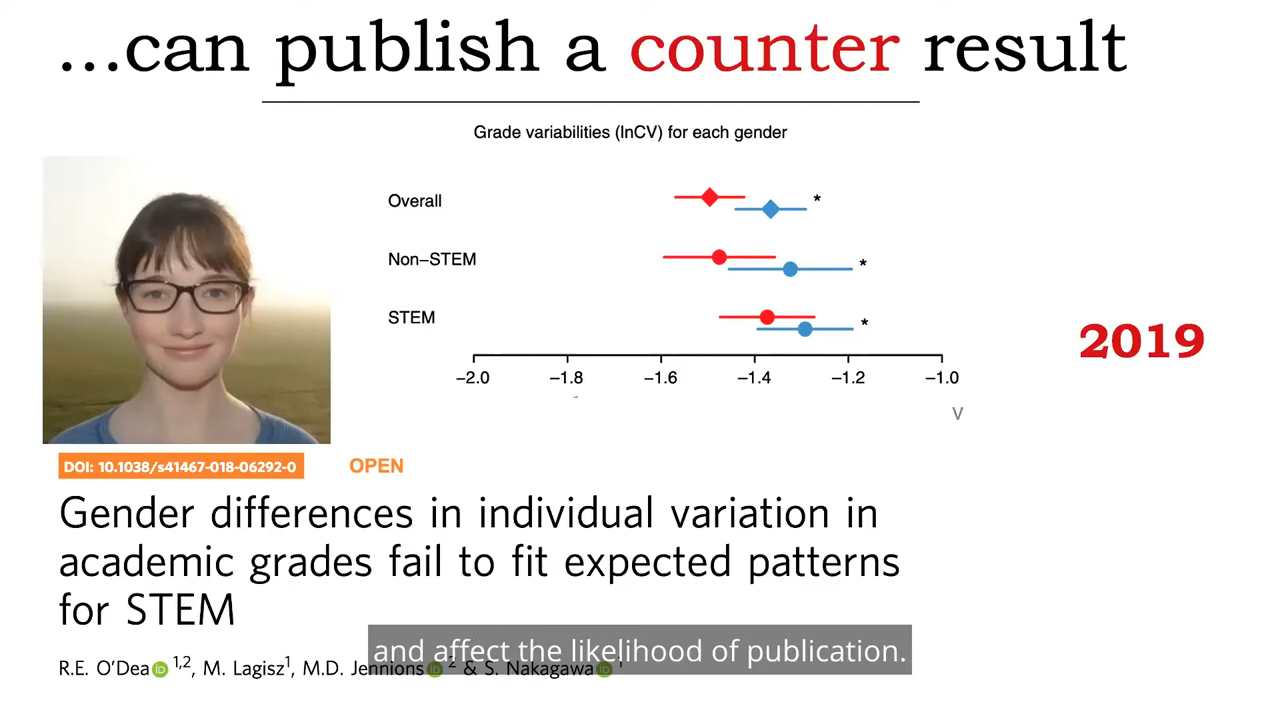 ...can publish a counter result
Grade variabilities (lnCV) for each gender
Overall
*
Non−STEM
*
STEM
*
−2.0 −1.8 −1.6 −1.4 −1.2 −1.0
2019
V
DOI: 10.1038/s41467-018-06292-0 OPEN
Gender differences in individual variation in
academic grades fail to fit expected patterns
for STEM
and affect the likelihood of publication.
R.E. O'Dea 1,2, M. Lagisz1, M.D. Jennions 2 & S. Nakagawa 1